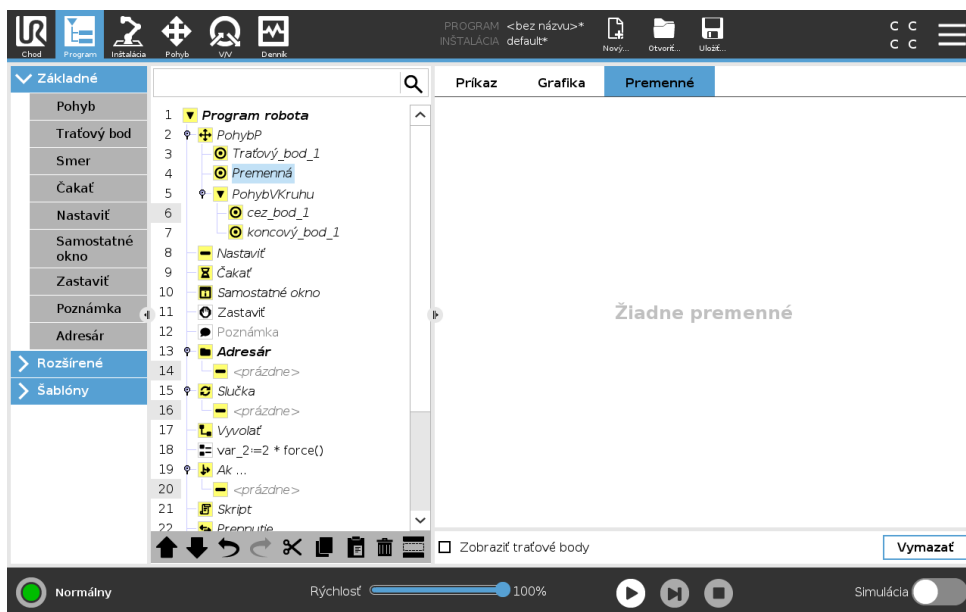 PROGRAM <bez názvu>*
INŠTALÁCIA default*
Chod
Program
Inštalácia
Pohyb
V/V
Denník
Nový...
Otvoriť...
Uložiť...
C C
C C
Základné
Pohyb
Traťový bod
Smer
Čakať
Nastaviť
Samostatné
okno
Zastaviť
Poznámka
Adresár
Rozšírené
Šablóny
1 Program robota
2 PohybP
3 Traťový_bod_1
4 Premenná
5 PohybVKruhu
6 cez_bod_1
7 koncový_bod_1
8 Nastaviť
9 Čakať
10 Samostatné okno
11 Zastaviť
12 Poznámka
13 Adresár
14 <prázdne>
15 Slučka
16 <prázdne>
17 Vyvolať
18 var_2:=2 * force()
19 Ak ...
20 <prázdne>
21 Skript
22 Prepnutie
Príkaz
Grafika
Premenné
Žiadne premenné
Zobraziť traťové body
Vymazať
Normálny
Rýchlosť
100%
Simulácia